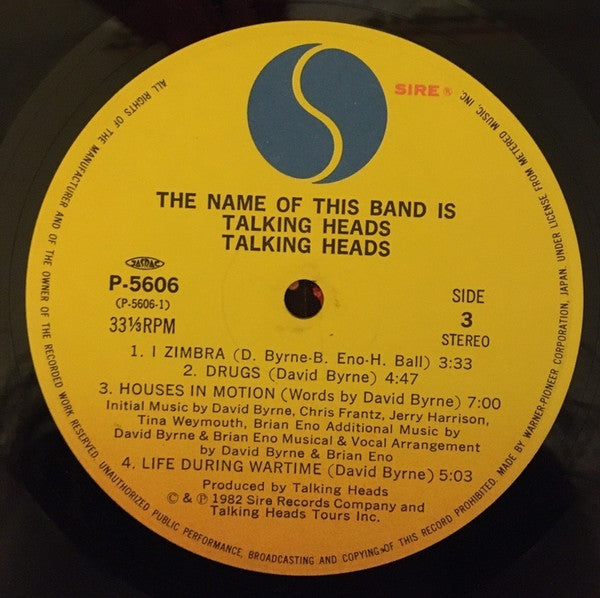 SIRE®
THE NAME OF THIS BAND IS
TALKING HEADS
TALKING HEADS
JASRAC
P-5606
(P-5606-1)
33⅓RPM
SIDE
3
STEREO
1. I ZIMBRA (D. Byrne-B. Eno-H. Ball) 3:33
2. DRUGS (David Byrne) 4:47
3. HOUSES IN MOTION (Words by David Byrne) 7:00
Initial Music by David Byrne, Chris Frantz, Jerry Harrison,
Tina Weymouth, Brian Eno Additional Music by
David Byrne & Brian Eno Musical & Vocal Arrangement
by David Byrne & Brian Eno
4. LIFE DURING WARTIME (David Byrne) 5:03
Produced by Talking Heads
© & ℗ 1982 Sire Records Company and
Talking Heads Tours Inc.
ALL RIGHTS OF THE MANUFACTURER AND OF THE OWNER OF THE RECORDED WORK RESERVED. UNAUTHORIZED PUBLIC PERFORMANCE, BROADCASTING AND COPYING OF THIS RECORD PROHIBITED. MADE BY WARNER-PIONEER CORPORATION, JAPAN. UNDER LICENSE FROM METERED MUSIC, INC.